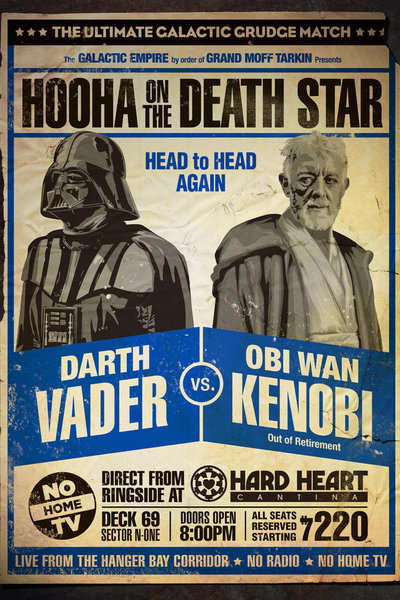 ★★★ THE ULTIMATE GALACTIC GRUDGE MATCH ★★★
The GALACTIC EMPIRE by order of GRAND MOFF TARKIN Presents
HOOHA ON THE DEATH STAR
HEAD to HEAD
AGAIN
DARTH
VADER
VS.
OBI WAN
KENOBI
Out of Retirement
NO
HOME
TV
DIRECT FROM
RINGSIDE AT
HARD HEART
CANTINA
DECK 69
SECTOR N-ONE
DOORS OPEN
8:00PM
ALL SEATS
RESERVED
STARTING
7220
LIVE FROM THE HANGER BAY CORRIDOR ★ NO RADIO ★ NO HOME TV